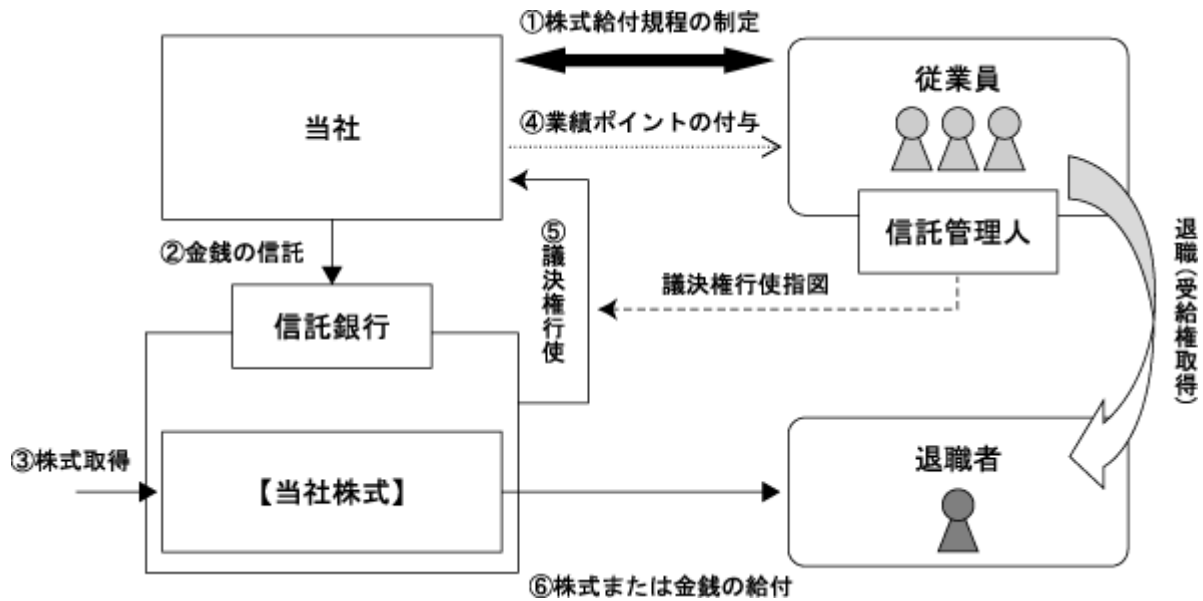 ①株式給付規程の制定
当社
従業員
④業績ポイントの付与
信託管理人
②金銭の信託
⑤議決権行使
議決権行使指図
退職(受給権取得)
信託銀行
③株式取得
【当社株式】
退職者
⑥株式または金銭の給付